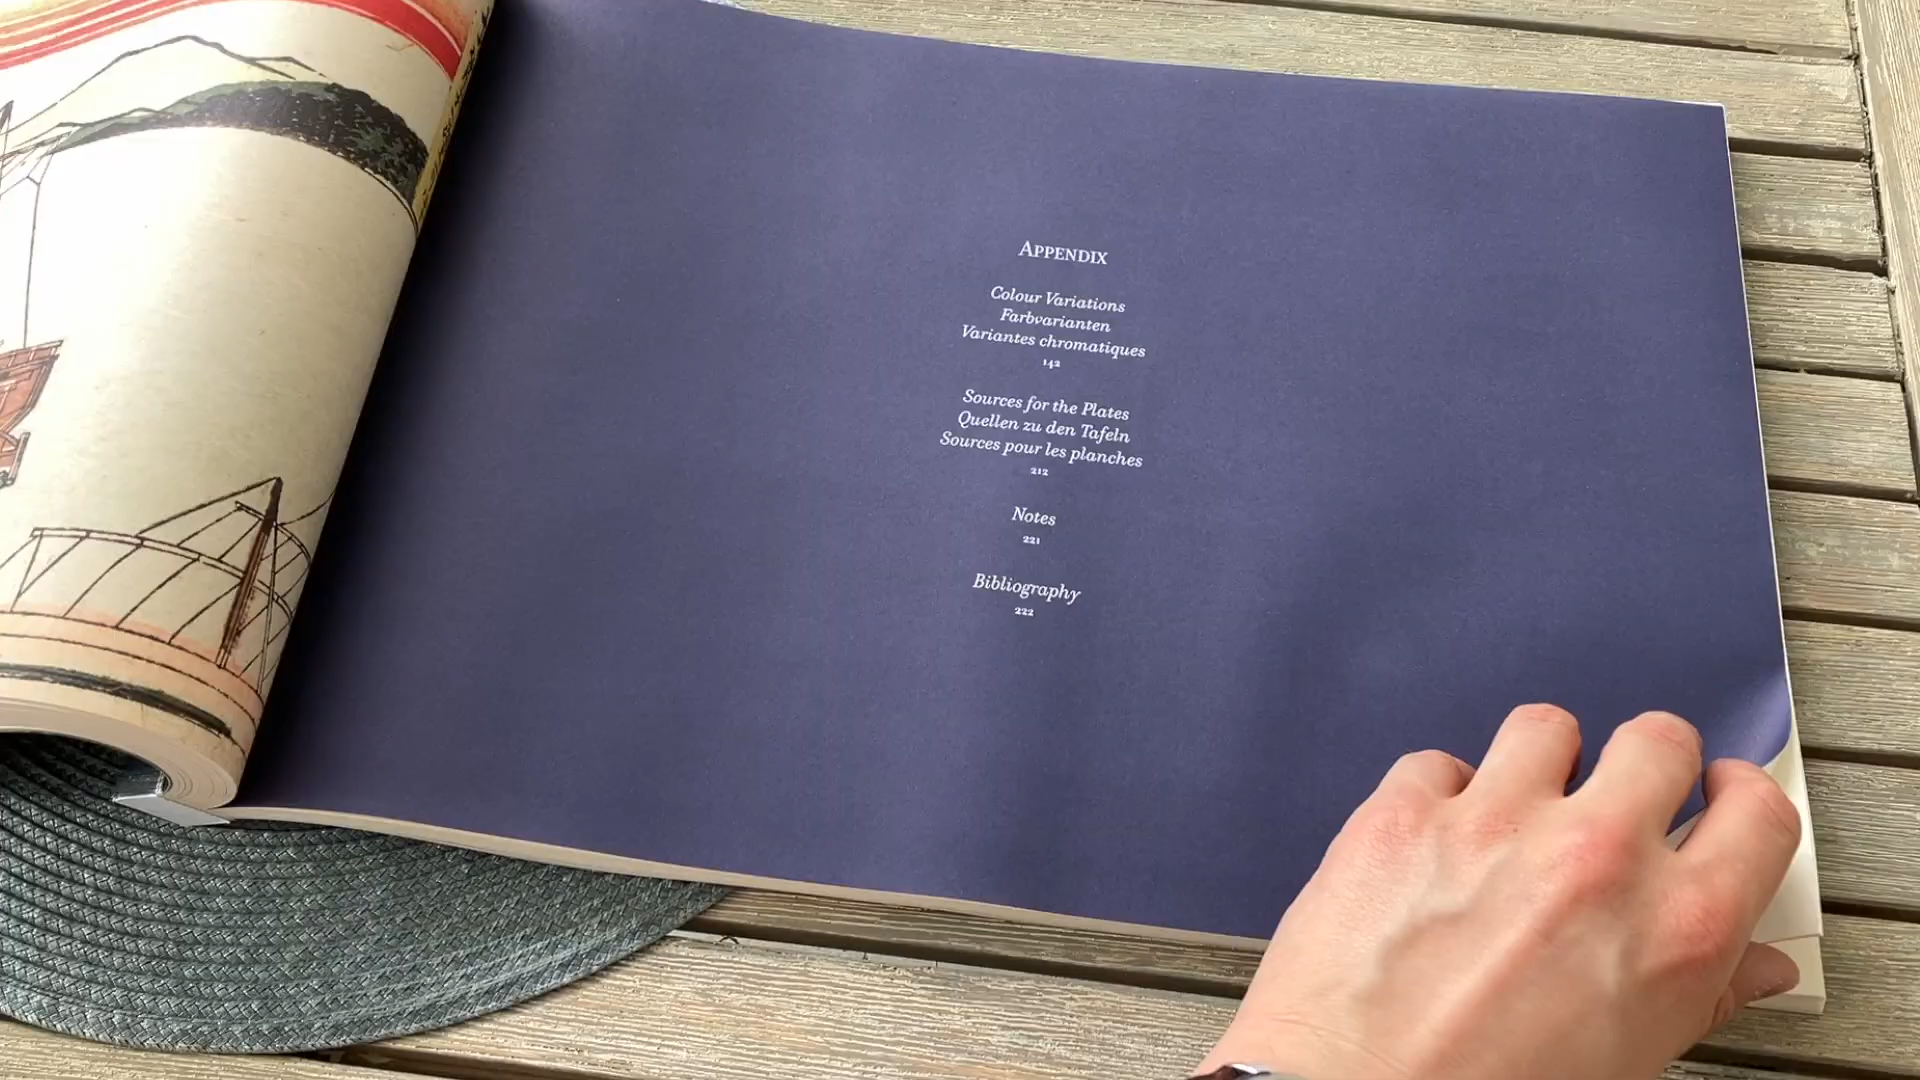 APPENDIX
Colour Variations
Farbvarianten
Variantes chromatiques
142
Sources for the Plates
Quellen zu den Tafeln
Sources pour les planches
212
Notes
221
Bibliography
222